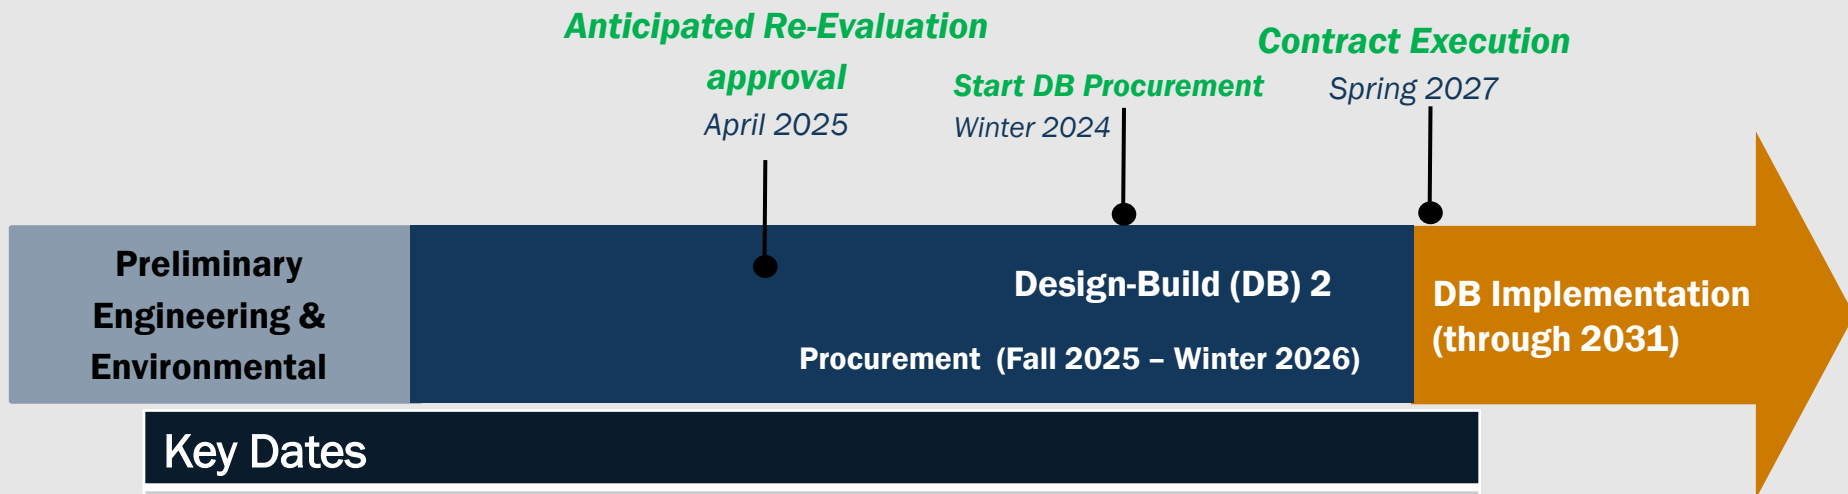 Anticipated Re-Evaluation
approval
April 2025
Start DB Procurement
Winter 2024
Contract Execution
Spring 2027
Preliminary
Engineering &
Environmental
Design-Build (DB) 2
Procurement (Fall 2025 – Winter 2026)
DB Implementation
(through 2031)
Key Dates